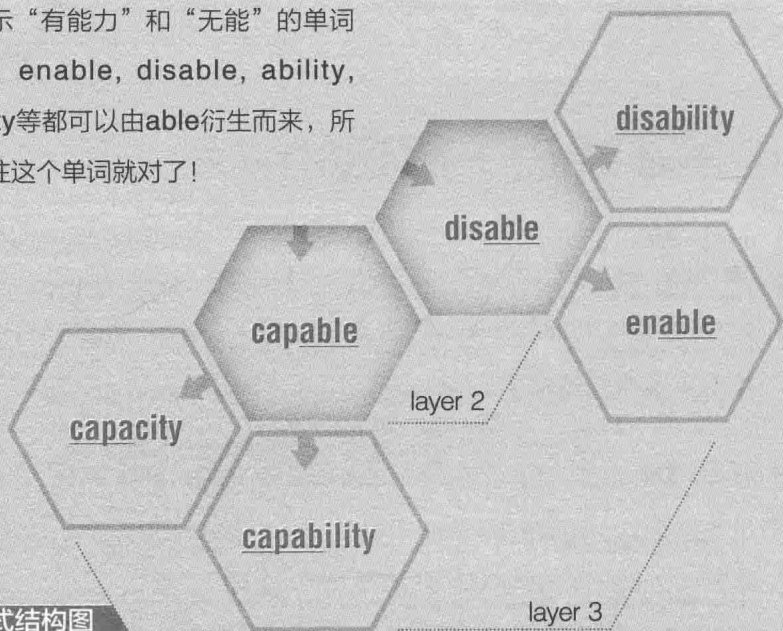 示“有能力”和“无能”的单词
enable, disable, ability,
ty等都可以由able衍生而来，所
住这个单词就对了！
disability
disable
enable
capable
layer 2
capacity
capability
layer 3
式结构图